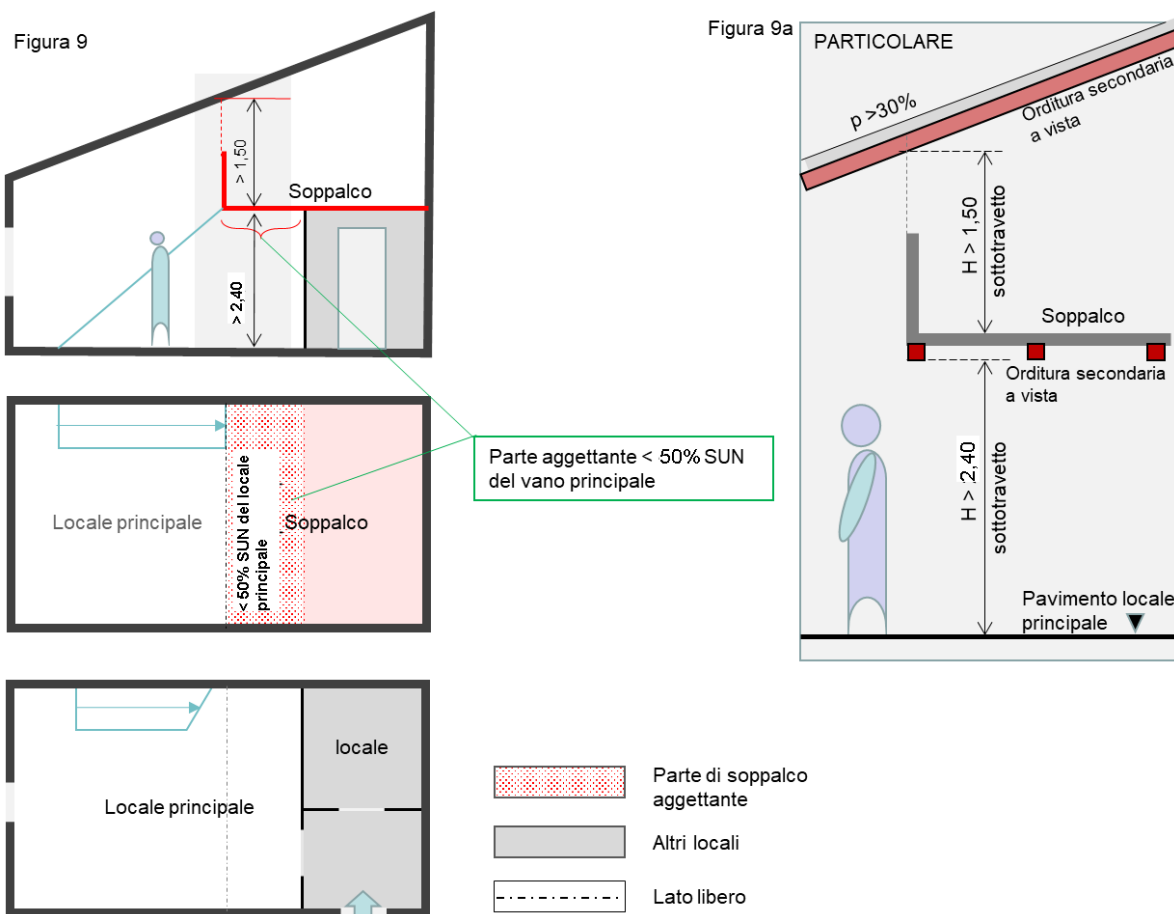 Figura 9
> 1,50
Soppalco
> 2,40
Parte aggettante < 50% SUN
del vano principale
Locale principale
< 50% SUN del locale
principale
Soppalco
locale
Locale principale
Parte di soppalco
aggettante
Altri locali
Lato libero
Figura 9a
PARTICOLARE
p >30%
Orditura secondaria
a vista
H > 1,50
sottotravetto
Soppalco
Orditura secondaria
a vista
H > 2,40
sottotravetto
Pavimento locale
principale